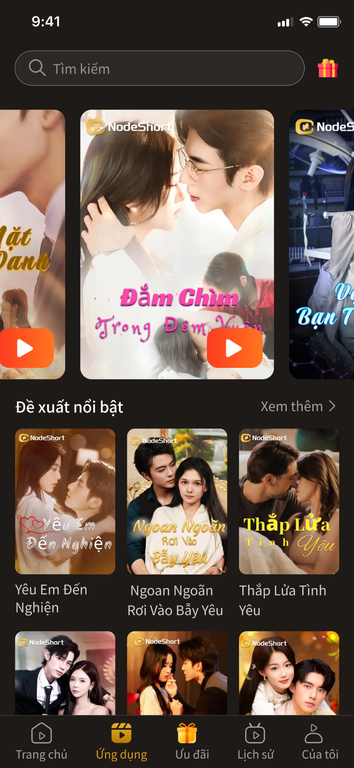 9:41
Tìm kiếm
NodeShort
NodeS
Mặt
Danh
Đắm Chìm
Trong Đêm Xuân
Bạn T
Đề xuất nổi bật
Xem thêm
NodeShort
NodeShort
NodeShort
Yêu Em
Đến Nghiện
Ngoan Ngoãn
Rơi Vào
Bẫy Yêu
Thắp Lửa
Tình Yêu
Yêu Em Đến
Nghiện
Ngoan Ngoãn
Rơi Vào Bẫy Yêu
Thắp Lửa Tình
Yêu
NodeShort
NodeShort
NodeShort
Trang chủ
Ứng dụng
Ưu đãi
Lịch sử
Của tôi